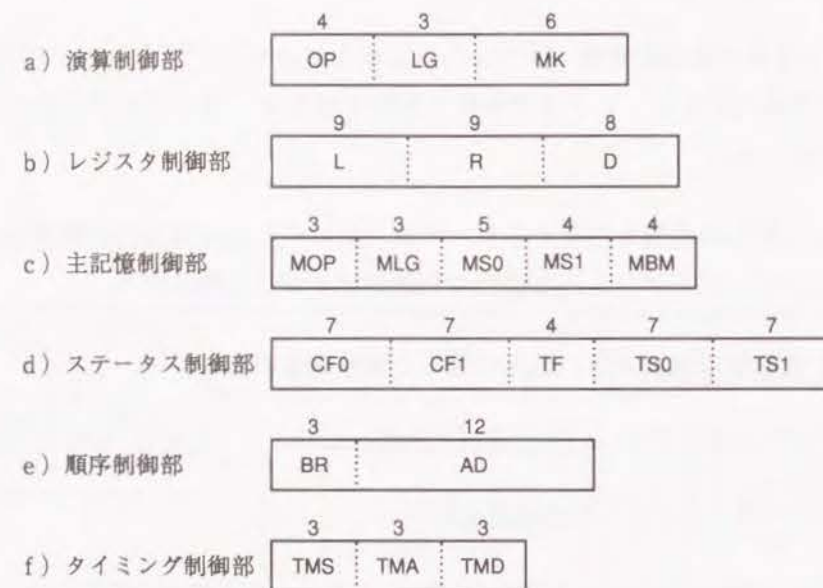 4 3 6
a) 演算制御部 OP LG MK
9 9 8
b) レジスタ制御部 L R D
3 3 5 4 4
c) 主記憶制御部 MOP MLG MS0 MS1 MBM
7 7 4 7 7
d) ステータス制御部 CF0 CF1 TF TS0 TS1
3 12
e) 順序制御部 BR AD
3 3 3
f) タイミング制御部 TMS TMA TMD